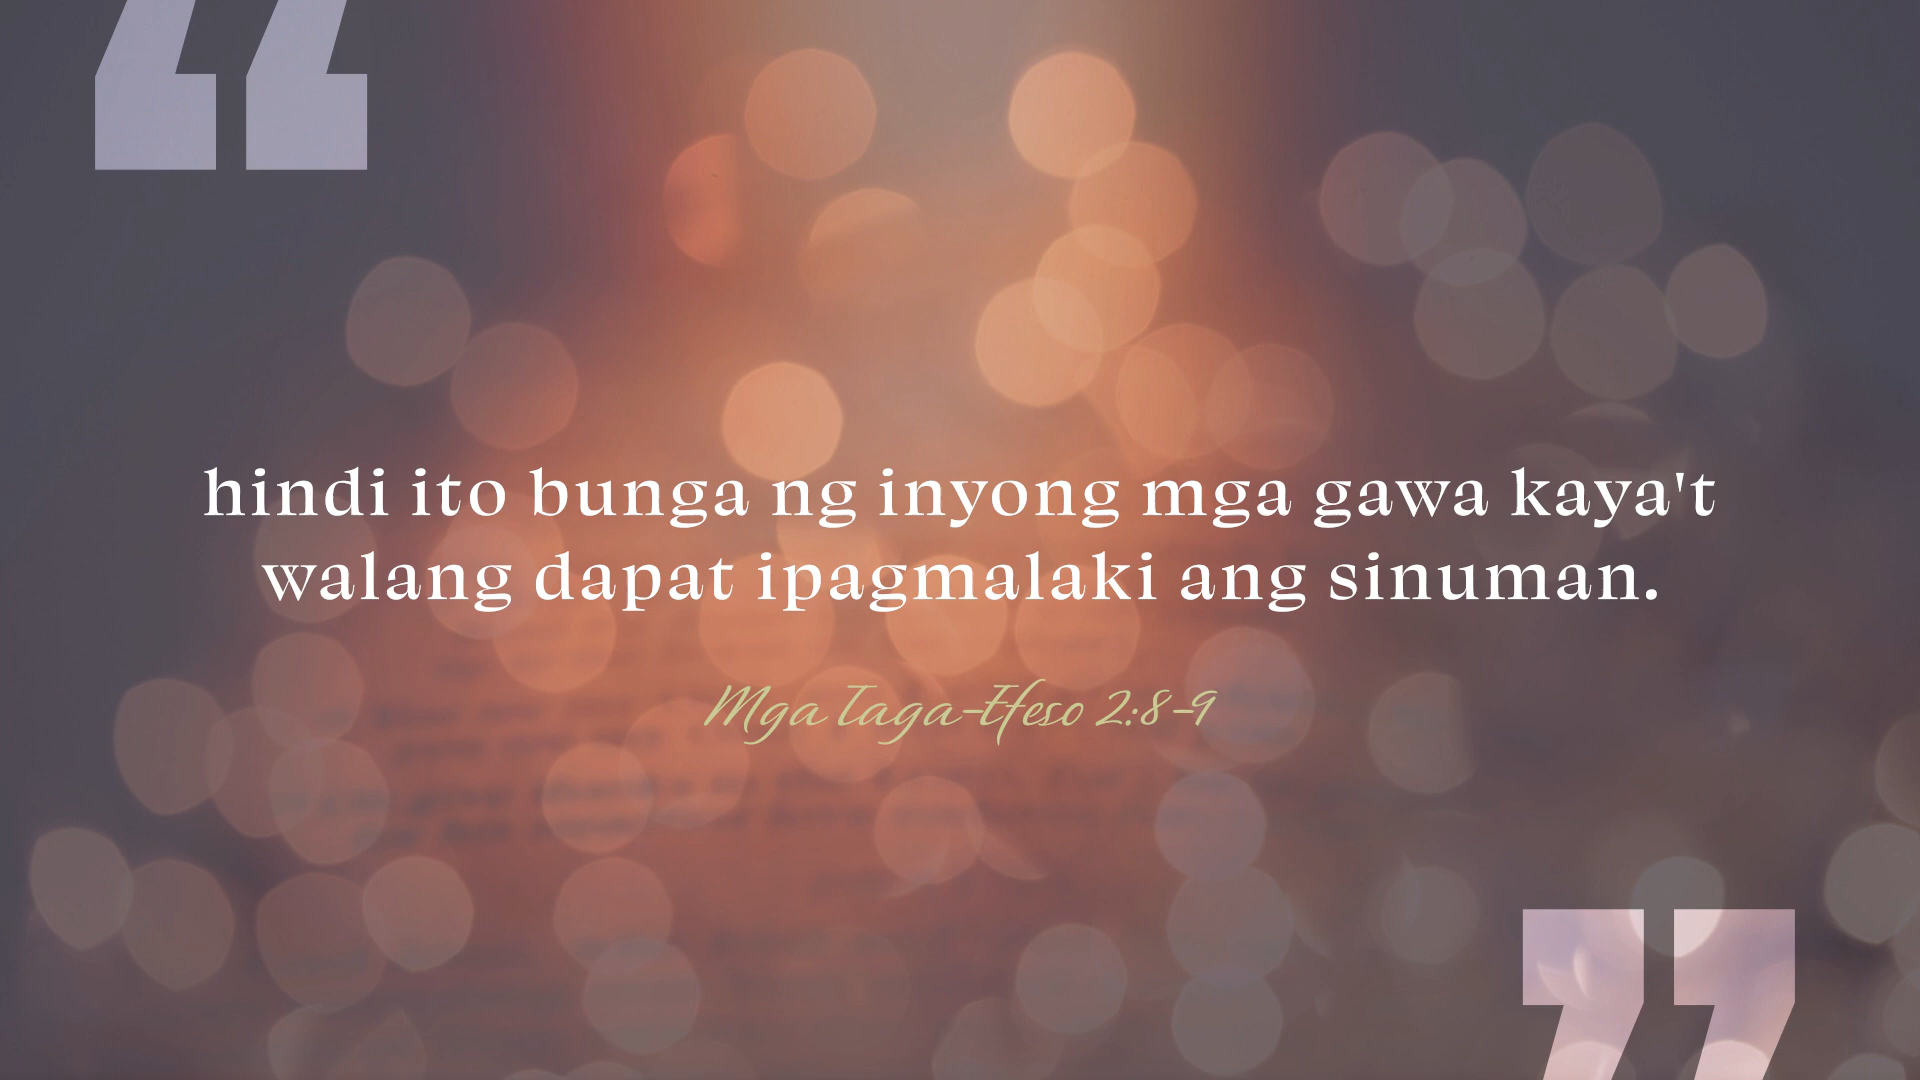 hindi ito bunga ng inyong mga gawa kaya't
walang dapat ipagmalaki ang sinuman.
Mga Taga-Efeso 2:8-9